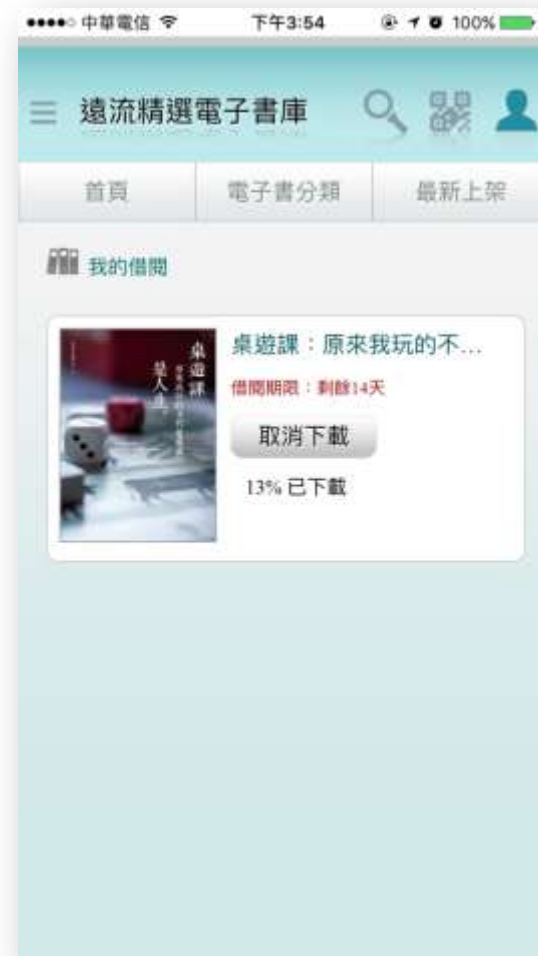 中華電信
下午3:54
100%
遠流精選電子書庫
首頁 電子書分類 最新上架
我的借閱
桌遊課：原來我玩的不...
借閱期限：剩餘14天
取消下載
13% 已下載
桌遊課
是人生